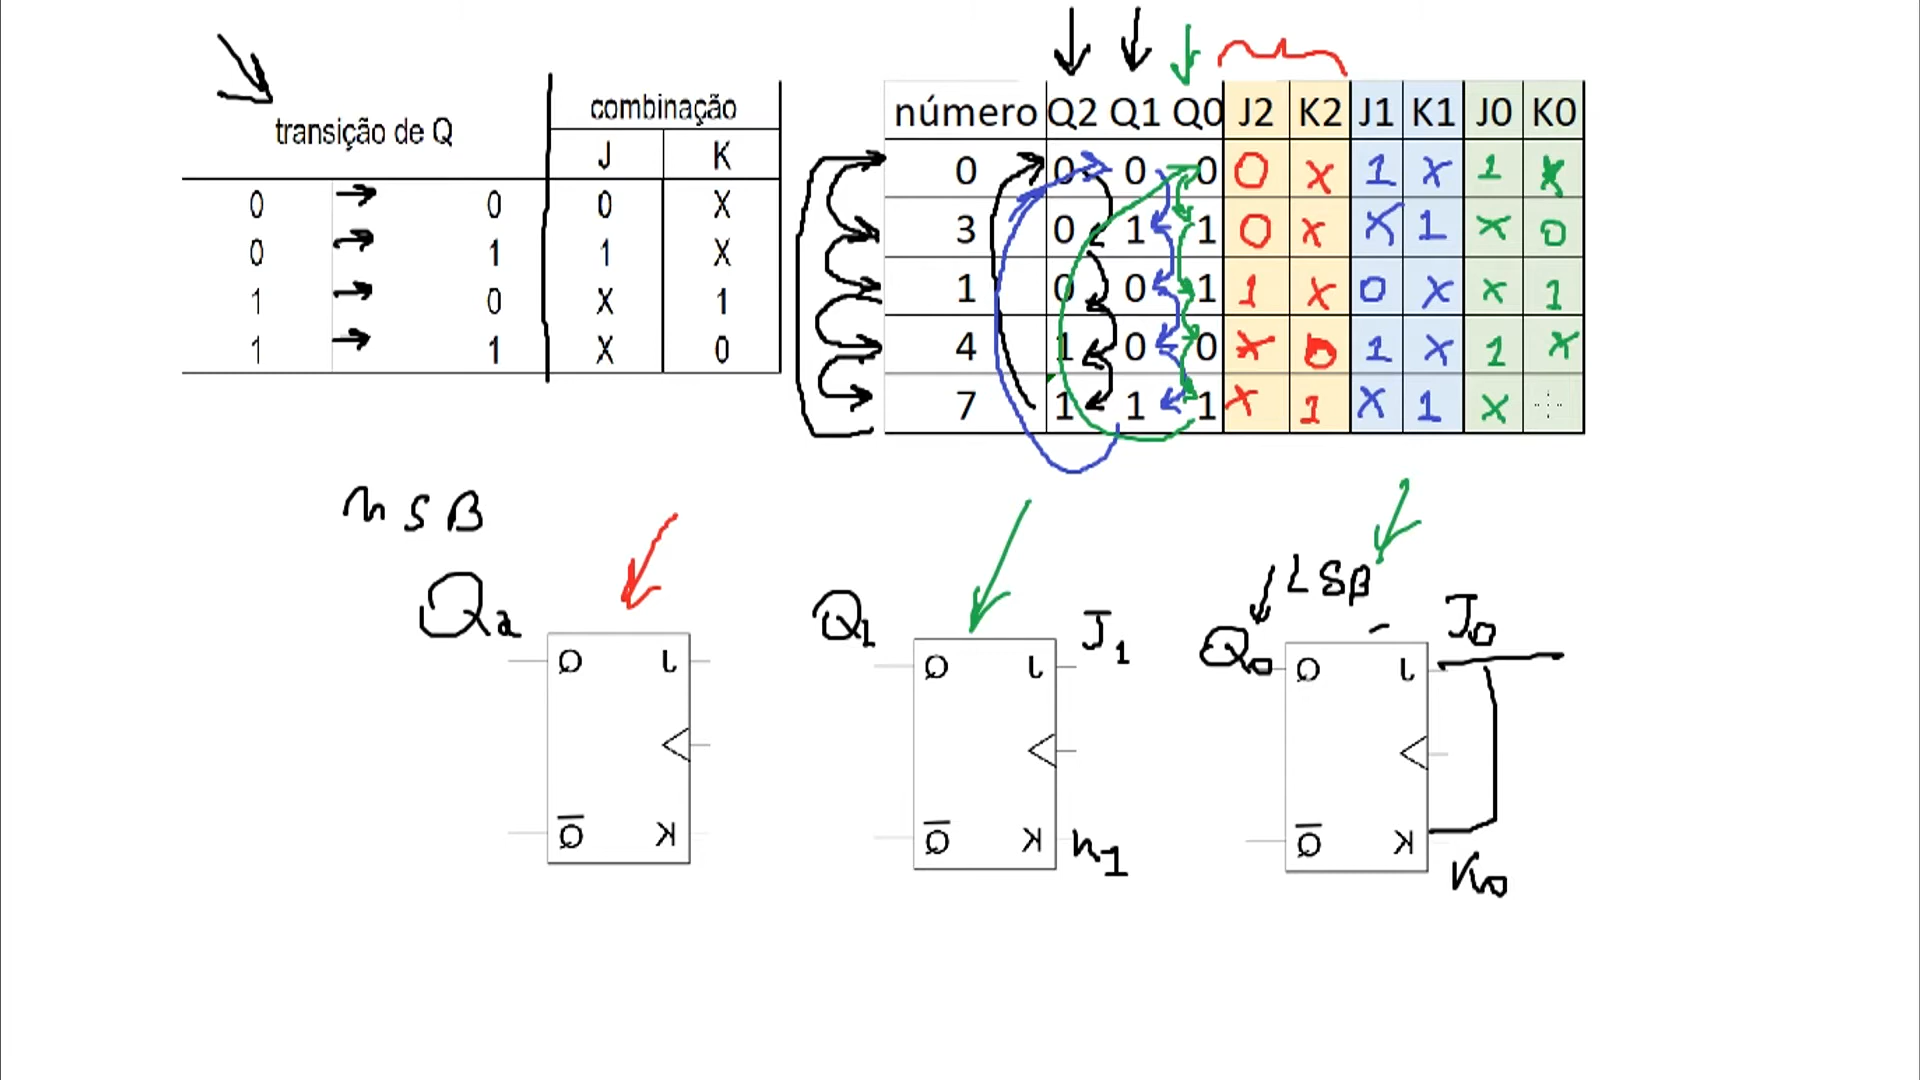 transição de Q combinação
J K
0 → 0 0 X
0 → 1 1 X
1 → 0 X 1
1 → 1 X 0
número Q2 Q1 Q0 J2 K2 J1 K1 J0 K0
0 0 0 0 0 X 1 X 1 X
3 0 1 1 0 X X 1 X 0
1 0 0 1 1 X 0 X X 1
4 1 0 0 X 0 1 X 1 X
7 1 1 1 X 1 X 1 X
MSB
LSB
Q2 Q1 J1 Q0 J0
Q J Q J Q J
Q̅ K Q̅ K Q̅ K
K1 K0